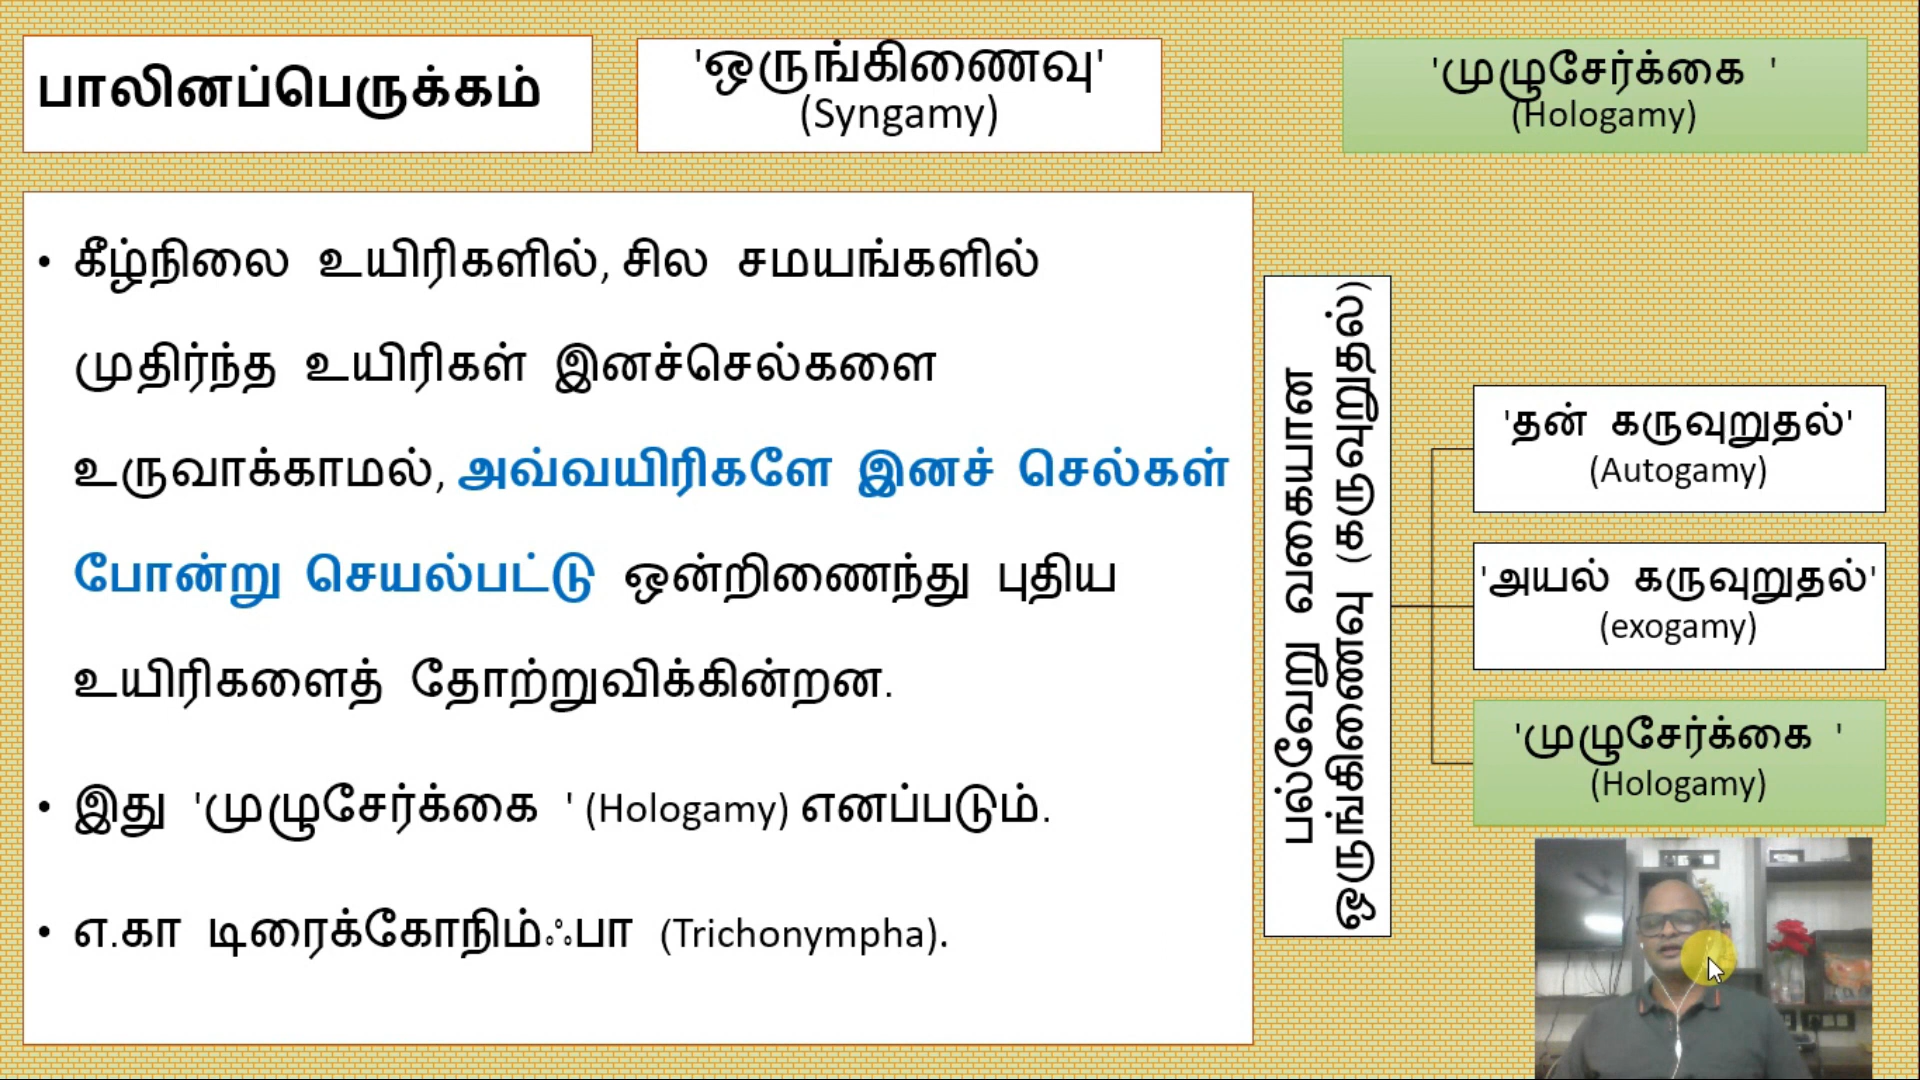 பாலினப்பெருக்கம்
'ஒருங்கிணைவு'
(Syngamy)
'முழுசேர்க்கை '
(Hologamy)
• கீழ்நிலை உயிரிகளில், சில சமயங்களில்
முதிர்ந்த உயிரிகள் இனச்செல்களை
உருவாக்காமல், அவ்வயிரிகளே இனச் செல்கள்
போன்று செயல்பட்டு ஒன்றிணைந்து புதிய
உயிரிகளைத் தோற்றுவிக்கின்றன.
• இது 'முழுசேர்க்கை ' (Hologamy) எனப்படும்.
• எ.கா டிரைக்கோநிம்ஃபா (Trichonympha).
பல்வேறு வகையான
ஒருங்கிணைவு (கருவுறுதல்)
'தன் கருவுறுதல்'
(Autogamy)
'அயல் கருவுறுதல்'
(exogamy)
'முழுசேர்க்கை '
(Hologamy)